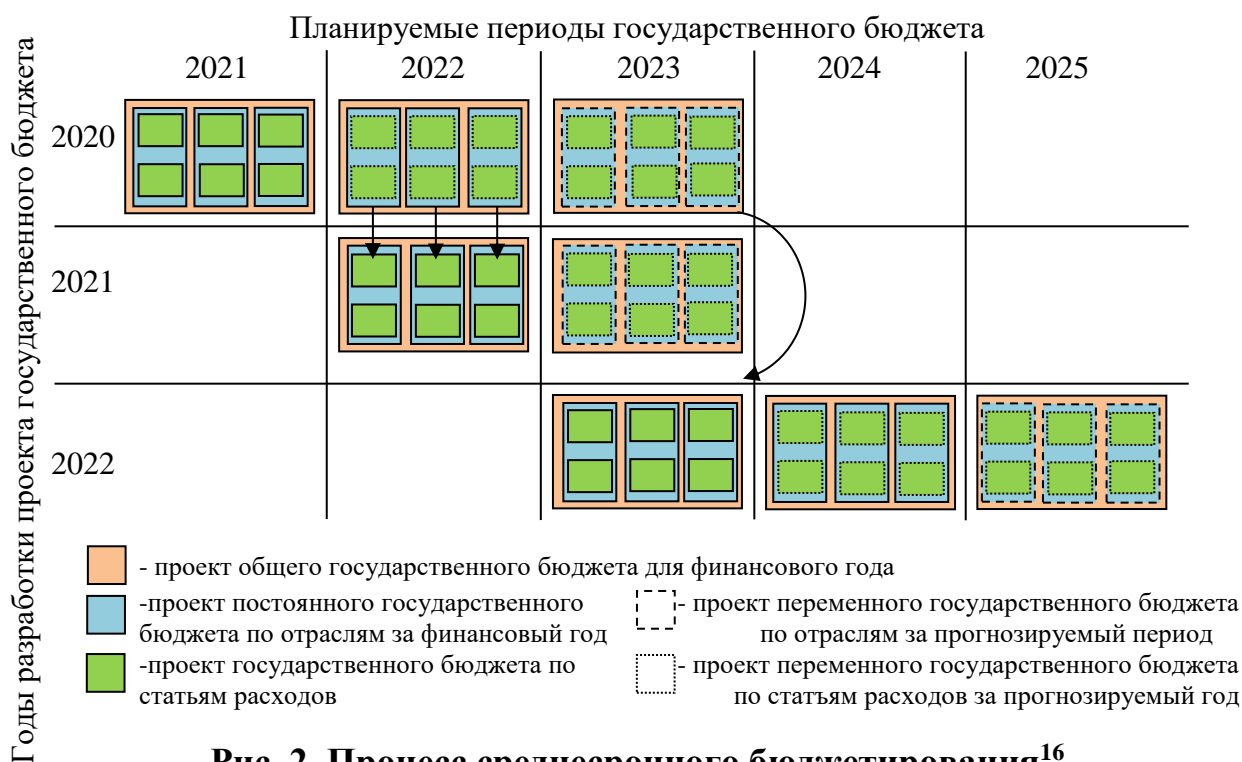 Планируемые периоды государственного бюджета
Годы разработки проекта государственного бюджета
2021 2022 2023 2024 2025
2020
2021
2022
- проект общего государственного бюджета для финансового года
-проект постоянного государственного
бюджета по отраслям за финансовый год
- проект переменного государственного бюджета
по отраслям за прогнозируемый период
-проект государственного бюджета по
статьям расходов
- проект переменного государственного бюджета
по статъям расходов за прогнозируемый год
Рис. 2. Процесс среднесрочного бюджетирования16